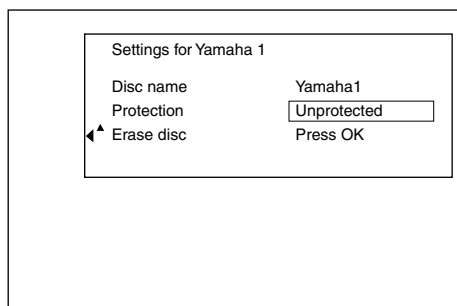 Settings for Yamaha 1
Disc name Yamaha1
Protection Unprotected
Erase disc Press OK